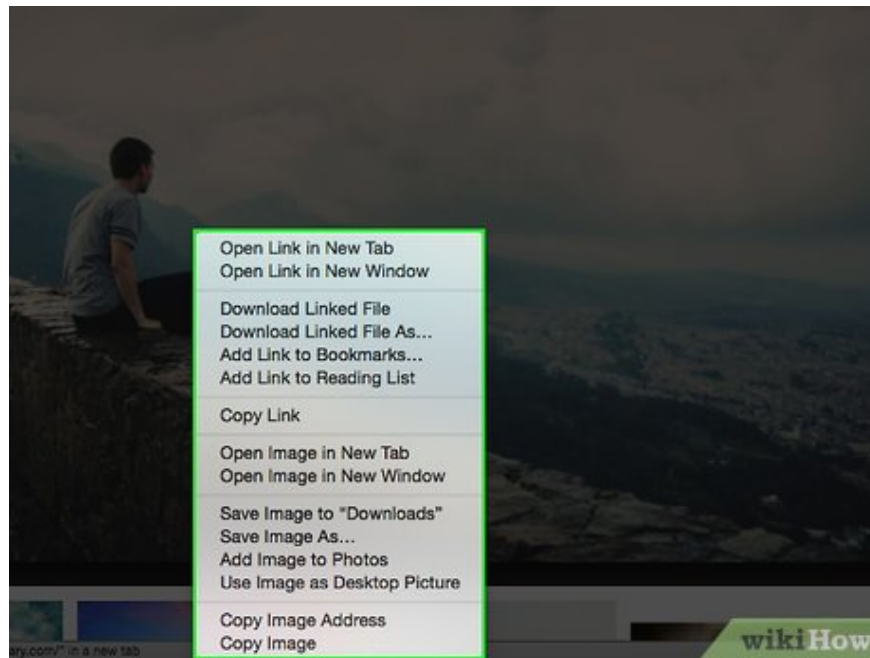 Open Link in New Tab
Open Link in New Window
Download Linked File
Download Linked File As...
Add Link to Bookmarks...
Add Link to Reading List
Copy Link
Open Image in New Tab
Open Image in New Window
Save Image to “Downloads”
Save Image As...
Add Image to Photos
Use Image as Desktop Picture
Copy Image Address
Copy Image
ary.com/" in a new tab
wikiHow